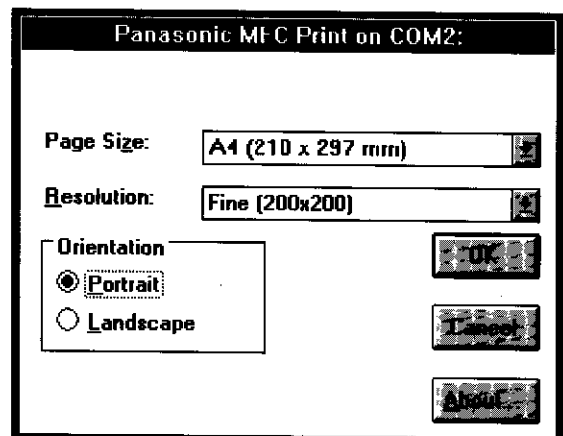 Panasonic MFC Print on COM2:
Page Size: A4 (210 x 297 mm)
Resolution: Fine (200x200)
Orientation
Portrait
Landscape
OK
Cancel
About...